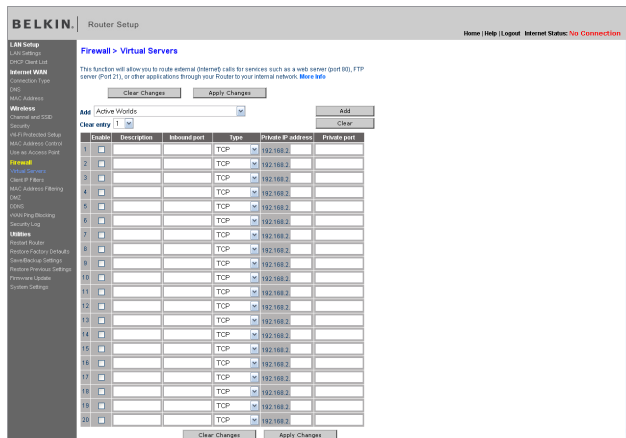 BELKIN. Router Setup
Home | Help | Logout Internet Status: No Connection
LAN Setup
LAN Settings
DHCP Client List
Internet WAN
Connection Type
DNS
MAC Address
Wireless
Channel and SSID
Security
Wi-Fi Protected Setup
MAC Address Control
Use as Access Point
Firewall
Virtual Servers
Client IP Filters
MAC Address Filtering
DMZ
DDNS
WAN Ping Blocking
Security Log
Utilities
Restart Router
Restore Factory Defaults
Save/Backup Settings
Restore Previous Settings
Firmware Update
System Settings
Firewall > Virtual Servers
This function will allow you to route external (Internet) calls for services such as a web server (port 80), FTP
server (Port 21), or other applications through your Router to your internal network. More Info
Clear Changes Apply Changes
Add Active Worlds Add
Clear entry 1 Clear
Enable Description Inbound port Type Private IP address Private port
1 TCP 192.168.2.
2 TCP 192.168.2.
3 TCP 192.168.2.
4 TCP 192.168.2.
5 TCP 192.168.2.
6 TCP 192.168.2.
7 TCP 192.168.2.
8 TCP 192.168.2.
9 TCP 192.168.2.
10 TCP 192.168.2.
11 TCP 192.168.2.
12 TCP 192.168.2.
13 TCP 192.168.2.
14 TCP 192.168.2.
15 TCP 192.168.2.
16 TCP 192.168.2.
17 TCP 192.168.2.
18 TCP 192.168.2.
19 TCP 192.168.2.
20 TCP 192.168.2.
Clear Changes Apply Changes